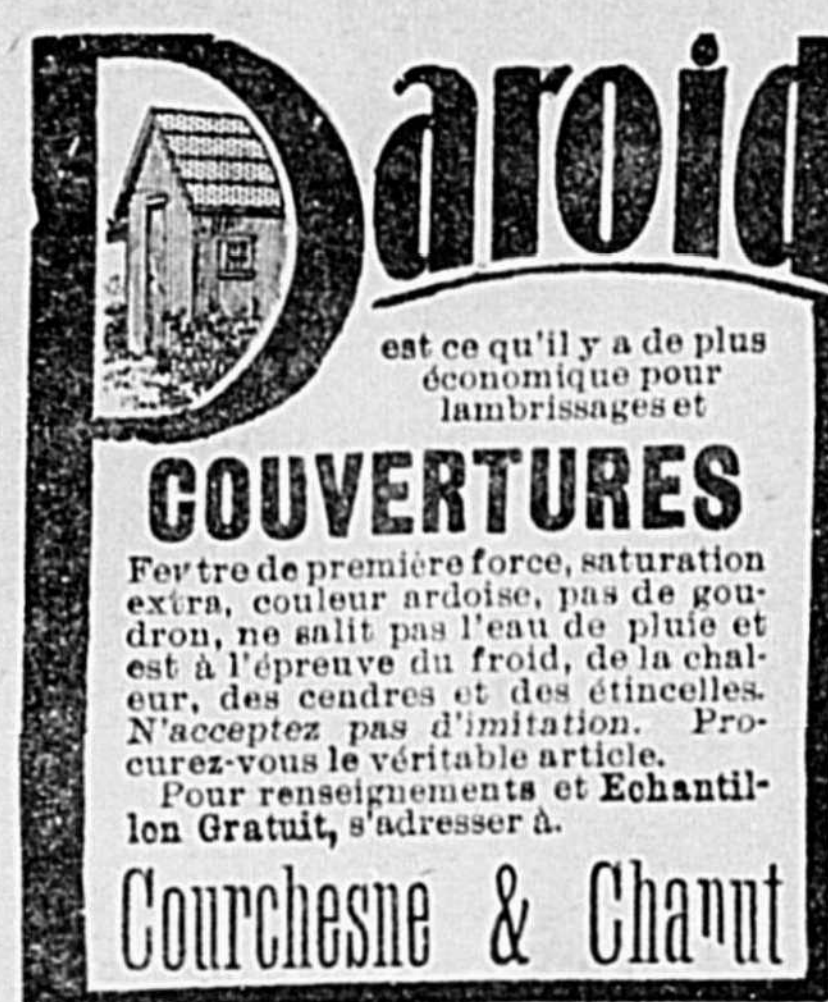 Paroid
est ce qu'il y a de plus
économique pour
lambrissages et
COUVERTURES
Feutre de première force, saturation
extra, couleur ardoise, pas de gou-
dron, ne salit pas l'eau de pluie et
est à l'épreuve du froid, de la chal-
eur, des cendres et des étincelles.
N'acceptez pas d'imitation. Pro-
curez-vous le véritable article.
Pour renseignements et Echantil-
lon Gratuit, s'adresser à.
Courchesne & Chanut